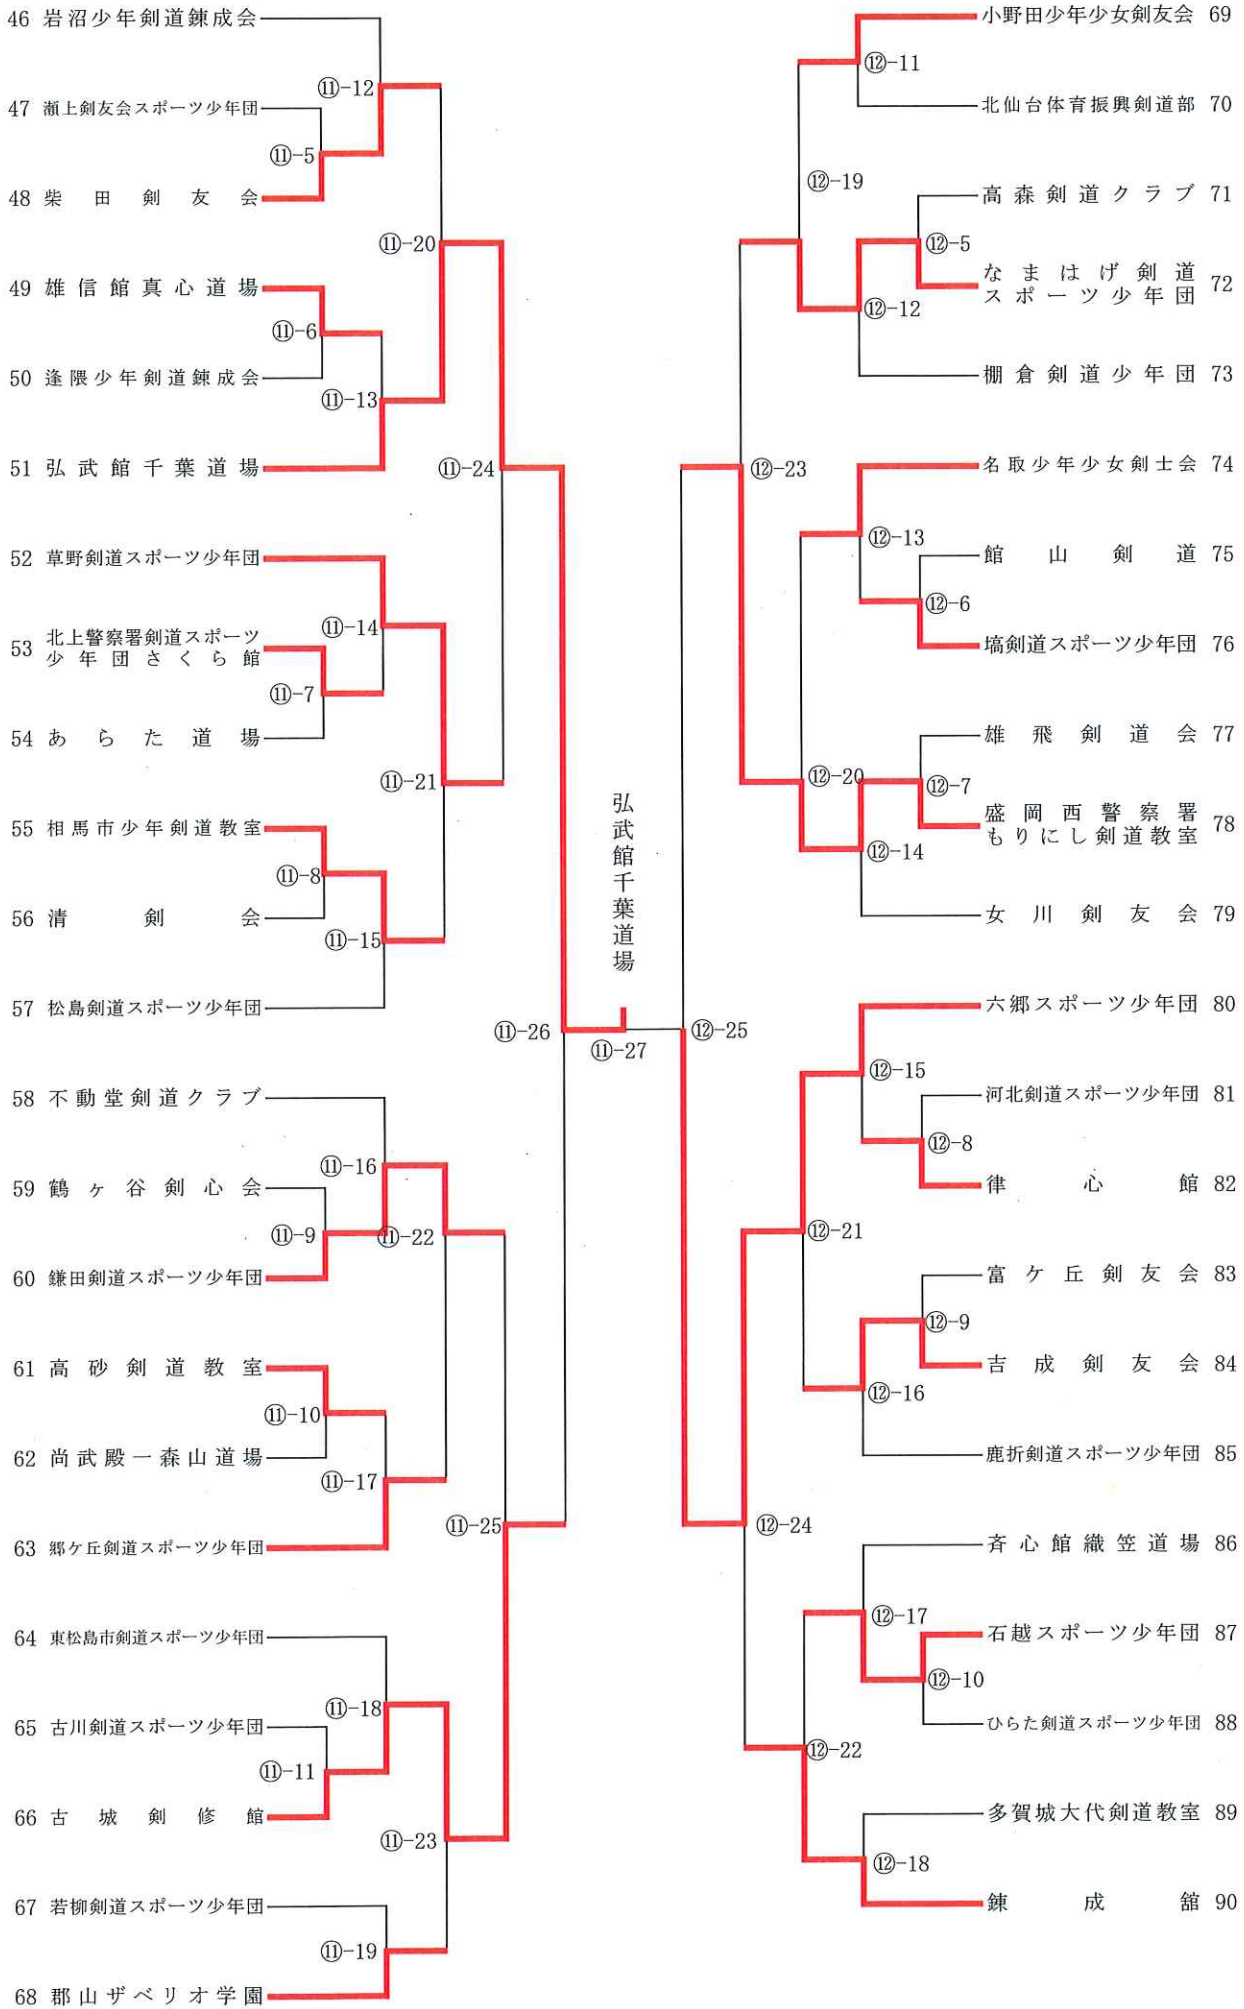 46 岩沼少年剣道錬成会
⑪-12
47 瀬上剣友会スポーツ少年団
⑪-5
48 柴田剣友会
⑪-20
49 雄信館真心道場
⑪-6
50 逢隈少年剣道錬成会
⑪-13
51 弘武館千葉道場
⑪-24
52 草野剣道スポーツ少年団
⑪-14
53 北上警察署剣道スポーツ
少年団さくら館
⑪-7
54 あらた道場
⑪-21
55 相馬市少年剣道教室
⑪-8
56 清剣会
⑪-15
57 松島剣道スポーツ少年団
⑪-26
58 不動堂剣道クラブ
⑪-16
59 鶴ヶ谷剣心会
⑪-9
⑪-22
60 鎌田剣道スポーツ少年団
61 高砂剣道教室
⑪-10
62 尚武殿一森山道場
⑪-17
⑪-25
63 郷ケ丘剣道スポーツ少年団
64 東松島市剣道スポーツ少年団
⑪-18
65 古川剣道スポーツ少年団
⑪-11
66 古城剣修館
⑪-23
67 若柳剣道スポーツ少年団
⑪-19
68 郡山ザベリオ学園
弘武館千葉道場
⑪-27
小野田少年少女剣友会 69
⑫-11
北仙台体育振興剣道部 70
⑫-19
高森剣道クラブ 71
⑫-5
なまはげ剣道
スポーツ少年団 72
⑫-12
棚倉剣道少年団 73
名取少年少女剣士会 74
⑫-23
⑫-13
館山剣道 75
⑫-6
塙剣道スポーツ少年団 76
雄飛剣道会 77
⑫-20
⑫-7
盛岡西警察署
もりにし剣道教室 78
⑫-14
女川剣友会 79
六郷スポーツ少年団 80
⑫-25
⑫-15
河北剣道スポーツ少年団 81
⑫-8
律心館 82
⑫-21
富ケ丘剣友会 83
⑫-9
吉成剣友会 84
⑫-16
鹿折剣道スポーツ少年団 85
⑫-24
斉心館織笠道場 86
⑫-17
石越スポーツ少年団 87
⑫-10
ひらた剣道スポーツ少年団 88
⑫-22
多賀城大代剣道教室 89
⑫-18
錬成舘 90